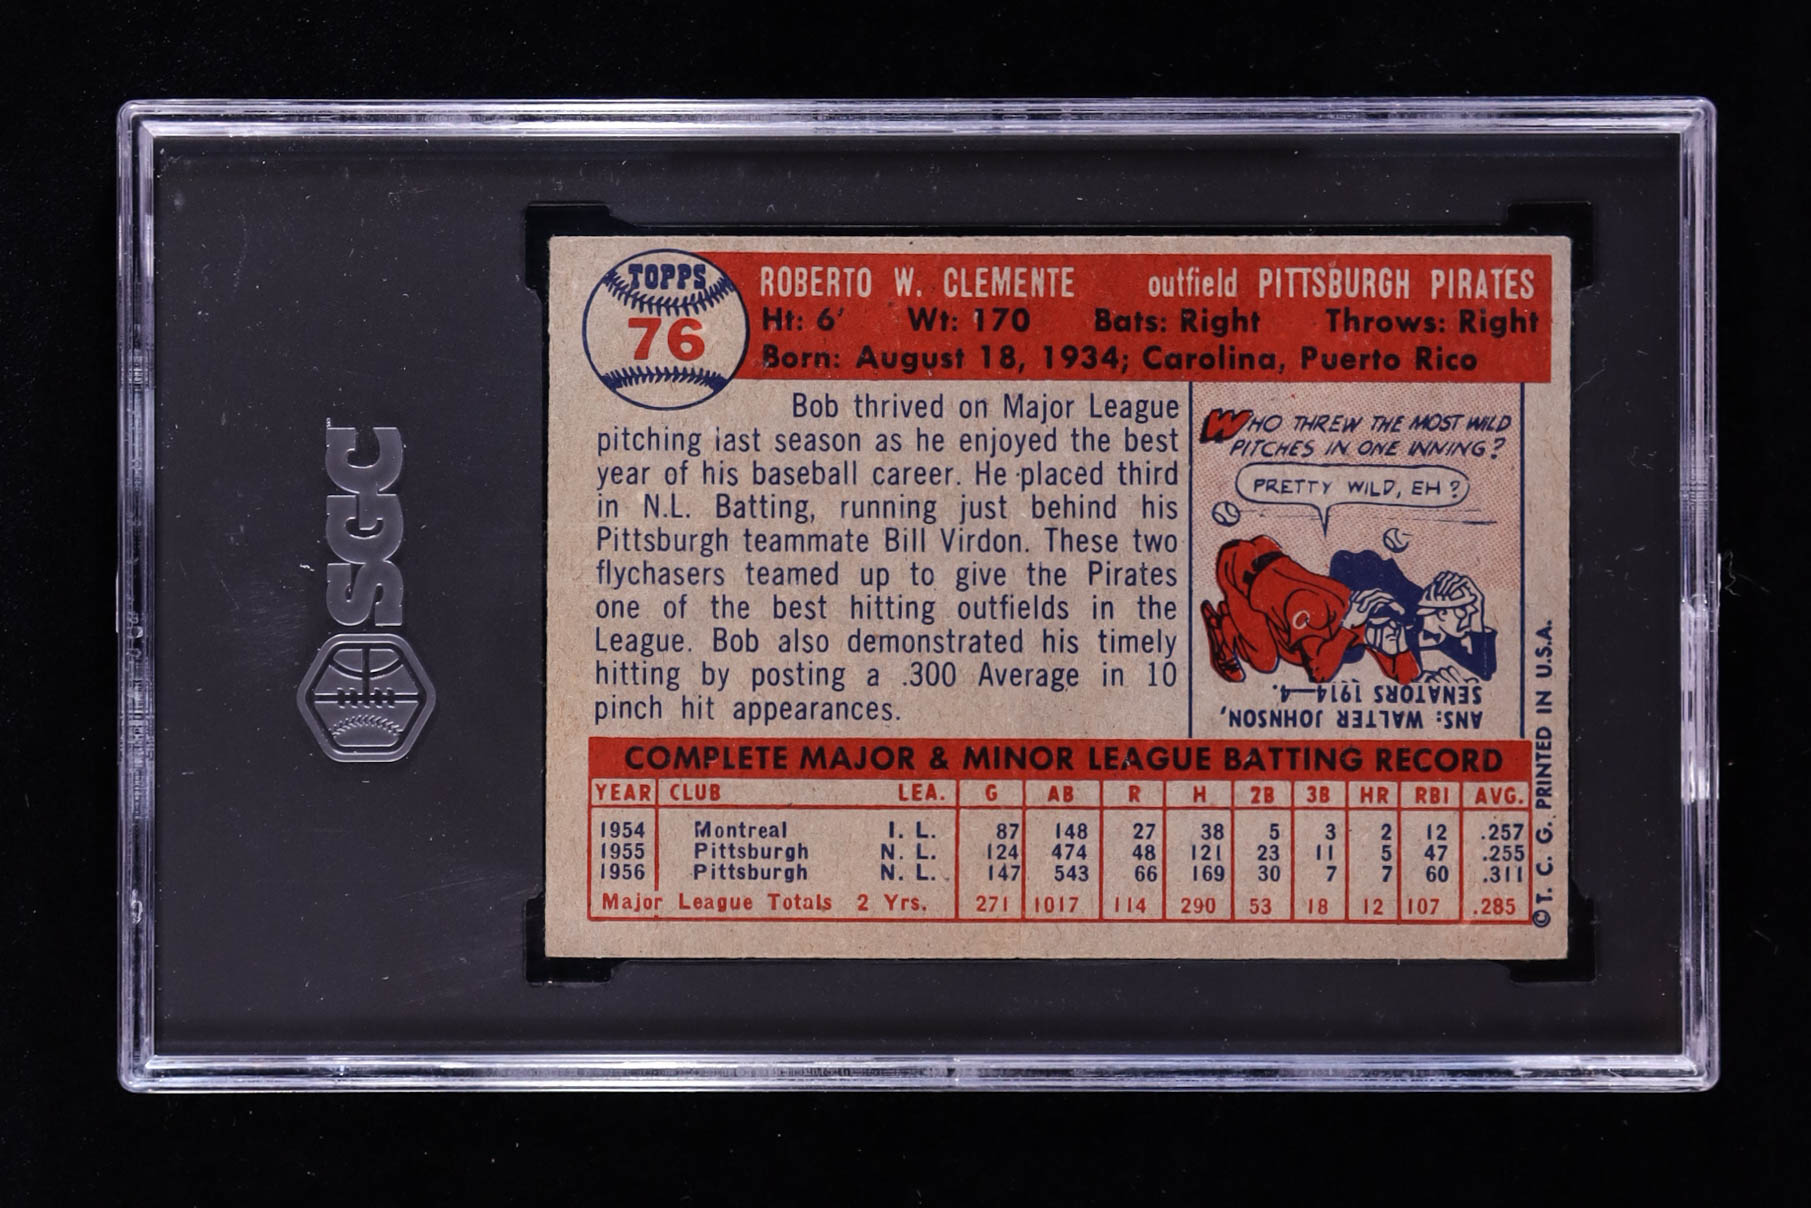 SGC
TOPPS
76
ROBERTO W. CLEMENTE outfield PITTSBURGH PIRATES
Ht: 6' Wt: 170 Bats: Right Throws: Right
Born: August 18, 1934; Carolina, Puerto Rico
Bob thrived on Major League
pitching last season as he enjoyed the best
year of his baseball career. He placed third
in N.L. Batting, running just behind his
Pittsburgh teammate Bill Virdon. These two
flychasers teamed up to give the Pirates
one of the best hitting outfields in the
League. Bob also demonstrated his timely
hitting by posting a .300 Average in 10
pinch hit appearances.
WHO THREW THE MOST WILD
PITCHES IN ONE INNING?
PRETTY WILD, EH?
C
ANS: WALTER JOHNSON,
SENATORS 1914—4.
COMPLETE MAJOR & MINOR LEAGUE BATTING RECORD
YEAR CLUB LEA. G AB R H 2B 3B HR RBI AVG.
1954 Montreal I. L. 87 148 27 38 5 3 2 12 .257
1955 Pittsburgh N. L. 124 474 48 121 23 11 5 47 .255
1956 Pittsburgh N. L. 147 543 66 169 30 7 7 60 .311
Major League Totals 2 Yrs. 271 1017 114 290 53 18 12 107 .285
© T. C. G. PRINTED IN U.S.A.